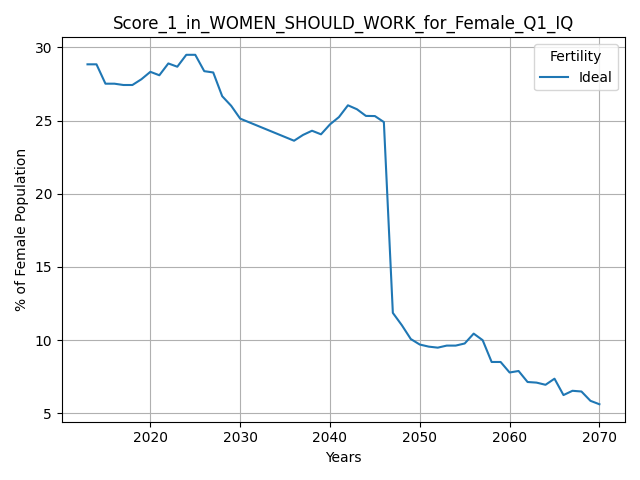 Score_1_in_WOMEN_SHOULD_WORK_for_Female_Q1_IQ
30
25
20
15
10
5
% of Female Population
Fertility
Ideal
2020 2030 2040 2050 2060 2070
Years